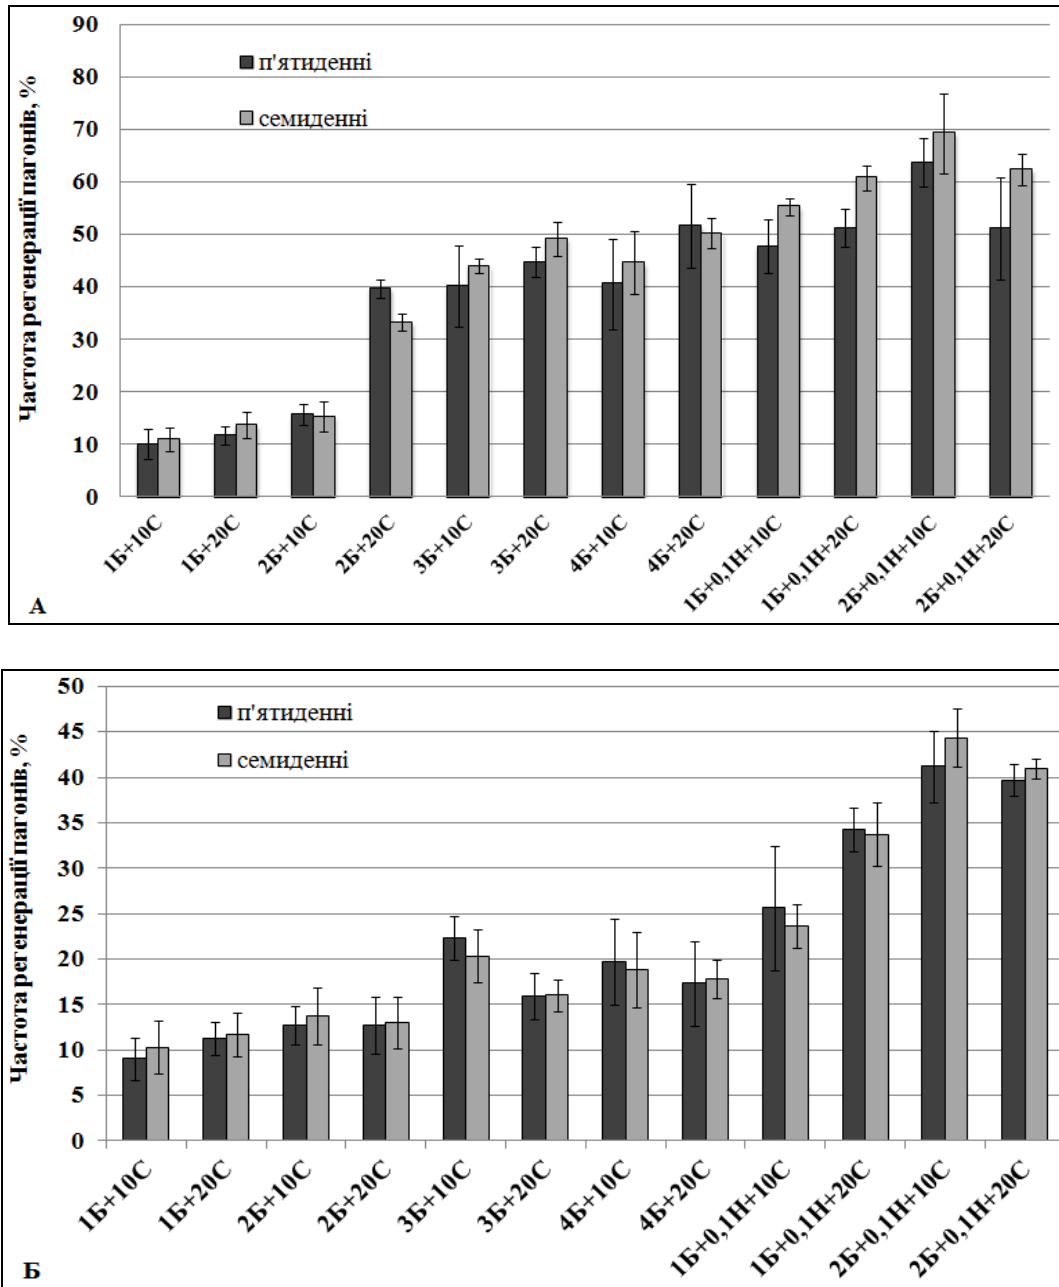 90
80
70
60
50
40
30
20
10
0
Частота регенерації пагонів, %
п'ятиденні
семиденні
1Б+10С
1Б+20С
2Б+10С
2Б+20С
3Б+10С
3Б+20С
4Б+10С
4Б+20С
1Б+0,1Н+10С
1Б+0,1Н+20С
2Б+0,1Н+10С
2Б+0,1Н+20С
А
50
45
40
35
30
25
20
15
10
5
0
Частота регенерації пагонів, %
п'ятиденні
семиденні
1Б+10С
1Б+20С
2Б+10С
2Б+20С
3Б+10С
3Б+20С
4Б+10С
4Б+20С
1Б+0,1Н+10С
1Б+0,1Н+20С
2Б+0,1Н+10С
2Б+0,1Н+20С
Б